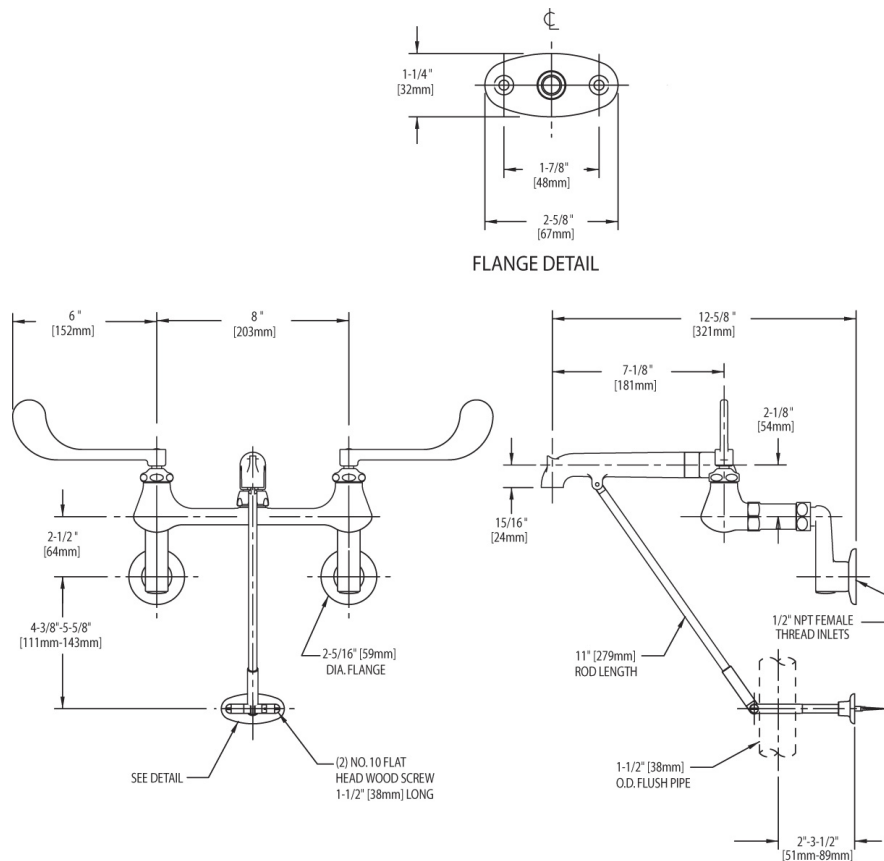 ℄
1-1/4"
[32mm]
1-7/8"
[48mm]
2-5/8"
[67mm]
FLANGE DETAIL
6"
[152mm]
8"
[203mm]
12-5/8"
[321mm]
7-1/8"
[181mm]
2-1/8"
[54mm]
15/16"
[24mm]
2-1/2"
[64mm]
4-3/8"-5-5/8"
[111mm-143mm]
2-5/16" [59mm]
DIA. FLANGE
1/2" NPT FEMALE
THREAD INLETS
11" [279mm]
ROD LENGTH
SEE DETAIL
(2) NO. 10 FLAT
HEAD WOOD SCREW
1-1/2" [38mm] LONG
1-1/2" [38mm]
O.D. FLUSH PIPE
2"-3-1/2"
[51mm-89mm]